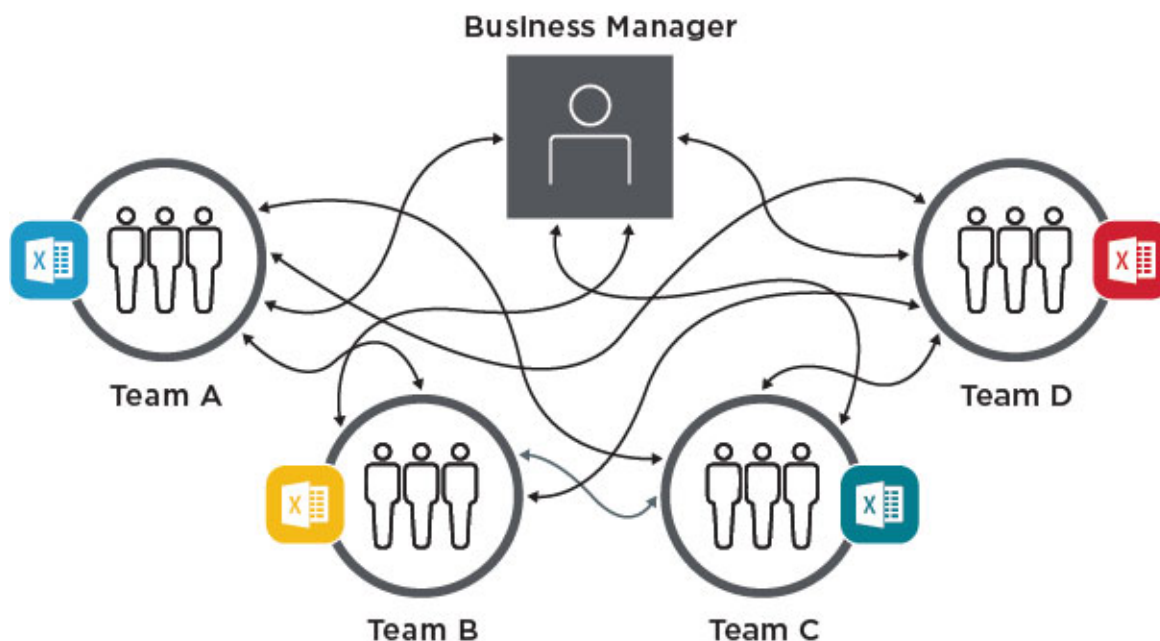 Business Manager
X
X
Team A
Team D
X
X
Team B
Team C